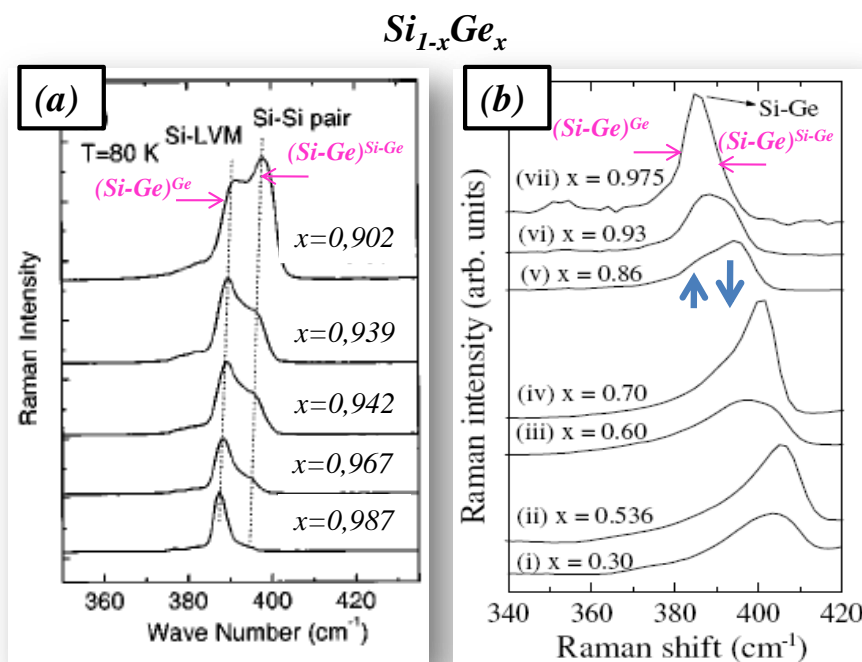 Si1-xGex
(a)
Si-Si pair
Si-LVM
T=80 K
(Si-Ge)Si-Ge
(Si-Ge)Ge
x=0,902
x=0,939
x=0,942
x=0,967
x=0,987
Raman Intensity
360 380 400 420
Wave Number (cm-1)
(b)
Si-Ge
(Si-Ge)Ge
(Si-Ge)Si-Ge
(vii) x = 0.975
(vi) x = 0.93
(v) x = 0.86
(iv) x = 0.70
(iii) x = 0.60
(ii) x = 0.536
(i) x = 0.30
Raman intensity (arb. units)
340 360 380 400 420
Raman shift (cm-1)